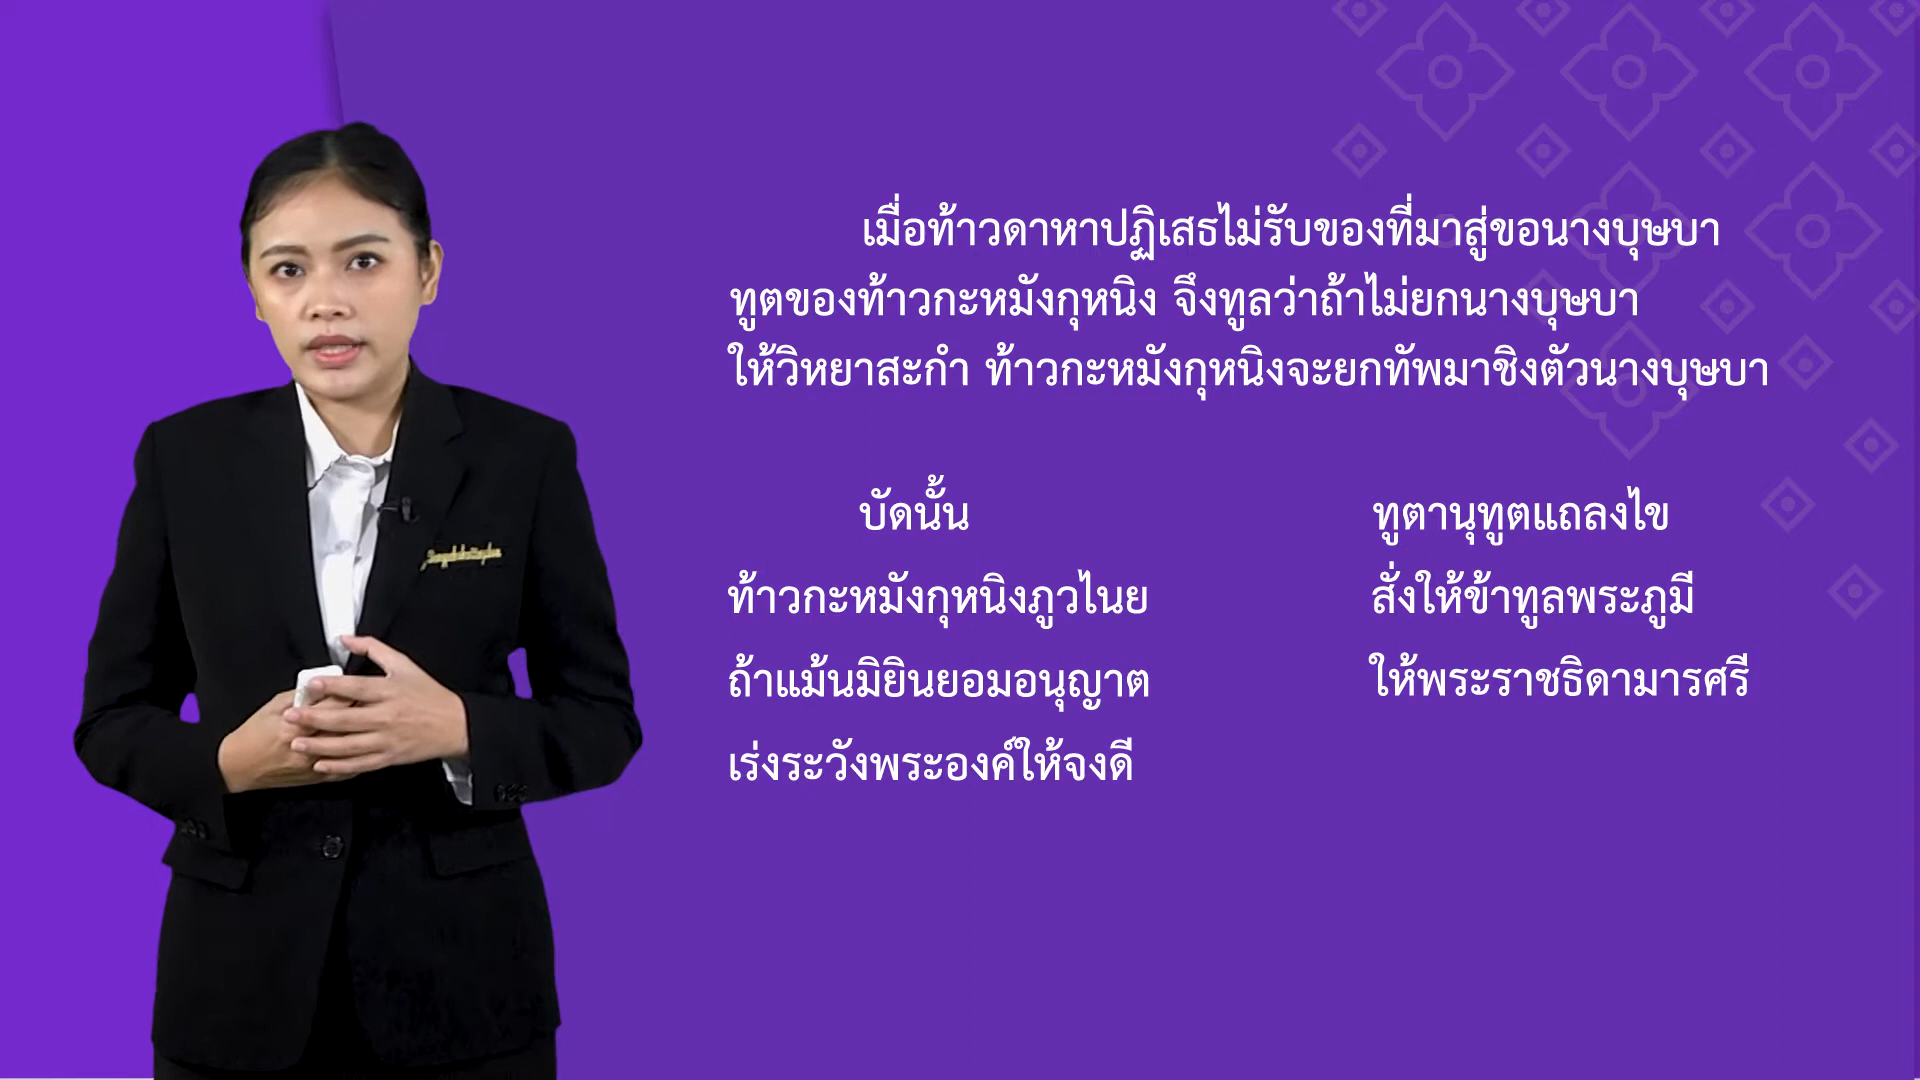 เมื่อท้าวดาหาปฏิเสธไม่รับของที่มาสู่ขอนางบุษบา
ทูตของท้าวกะหมังกุหนิง จึงทูลว่าถ้าไม่ยกนางบุษบา
ให้วิหยาสะกำ ท้าวกะหมังกุหนิงจะยกทัพมาชิงตัวนางบุษบา
บัดนั้น ทูตานุทูตแถลงไข
ท้าวกะหมังกุหนิงภูวไนย สั่งให้ข้าทูลพระภูมี
ถ้าแม้นมิยินยอมอนุญาต ให้พระราชธิดามารศรี
เร่งระวังพระองค์ให้จงดี